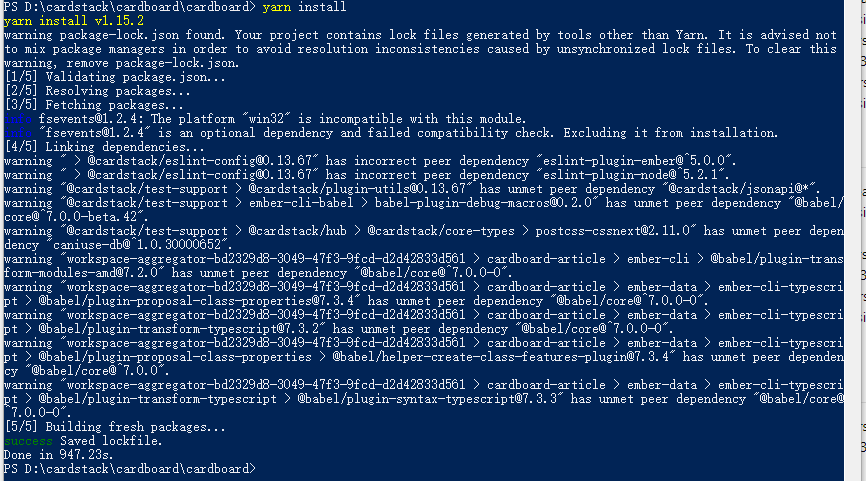 PS D:\cardstack\cardboard\cardboard> yarn install
yarn install v1.15.2
warning package-lock.json found. Your project contains lock files generated by tools other than Yarn. It is advised not
to mix package managers in order to avoid resolution inconsistencies caused by unsynchronized lock files. To clear this
warning, remove package-lock.json.
[1/5] Validating package.json...
[2/5] Resolving packages...
[3/5] Fetching packages...
info fsevents@1.2.4: The platform "win32" is incompatible with this module.
info "fsevents@1.2.4" is an optional dependency and failed compatibility check. Excluding it from installation.
[4/5] Linking dependencies...
warning " > @cardstack/eslint-config@0.13.67" has incorrect peer dependency "eslint-plugin-ember@^5.0.0".
warning " > @cardstack/eslint-config@0.13.67" has incorrect peer dependency "eslint-plugin-node@^5.2.1".
warning "@cardstack/test-support > @cardstack/plugin-utils@0.13.67" has unmet peer dependency "@cardstack/jsonapi@*".
warning "@cardstack/test-support > ember-cli-babel > babel-plugin-debug-macros@0.2.0" has unmet peer dependency "@babel/
core@^7.0.0-beta.42".
warning "@cardstack/test-support > @cardstack/hub > @cardstack/core-types > postcss-cssnext@2.11.0" has unmet peer depen
dency "caniuse-db@^1.0.30000652".
warning "workspace-aggregator-bd2329d8-3049-47f3-9fcd-d2d42833d561 > cardboard-article > ember-cli > @babel/plugin-trans
form-modules-amd@7.2.0" has unmet peer dependency "@babel/core@^7.0.0-0".
warning "workspace-aggregator-bd2329d8-3049-47f3-9fcd-d2d42833d561 > cardboard-article > ember-data > ember-cli-typescri
pt > @babel/plugin-proposal-class-properties@7.3.4" has unmet peer dependency "@babel/core@^7.0.0-0".
warning "workspace-aggregator-bd2329d8-3049-47f3-9fcd-d2d42833d561 > cardboard-article > ember-data > ember-cli-typescri
pt > @babel/plugin-transform-typescript@7.3.2" has unmet peer dependency "@babel/core@^7.0.0-0".
warning "workspace-aggregator-bd2329d8-3049-47f3-9fcd-d2d42833d561 > cardboard-article > ember-data > ember-cli-typescri
pt > @babel/plugin-proposal-class-properties > @babel/helper-create-class-features-plugin@7.3.4" has unmet peer dependen
cy "@babel/core@^7.0.0".
warning "workspace-aggregator-bd2329d8-3049-47f3-9fcd-d2d42833d561 > cardboard-article > ember-data > ember-cli-typescri
pt > @babel/plugin-transform-typescript > @babel/plugin-syntax-typescript@7.3.3" has unmet peer dependency "@babel/core@
^7.0.0-0".
[5/5] Building fresh packages...
success Saved lockfile.
Done in 947.23s.
PS D:\cardstack\cardboard\cardboard>